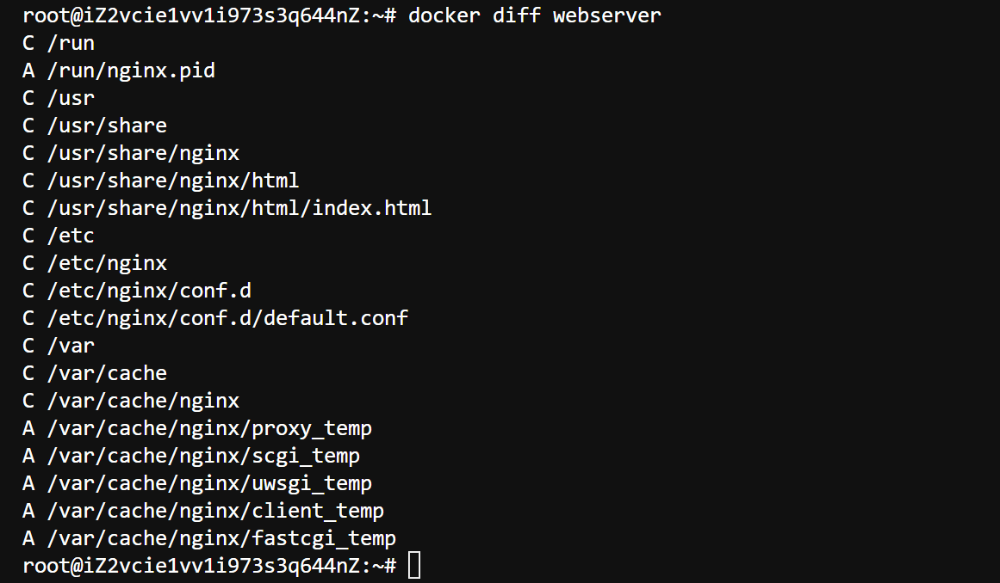 root@iZ2vcie1vv1i973s3q644nZ:~# docker diff webserver
C /run
A /run/nginx.pid
C /usr
C /usr/share
C /usr/share/nginx
C /usr/share/nginx/html
C /usr/share/nginx/html/index.html
C /etc
C /etc/nginx
C /etc/nginx/conf.d
C /etc/nginx/conf.d/default.conf
C /var
C /var/cache
C /var/cache/nginx
A /var/cache/nginx/proxy_temp
A /var/cache/nginx/scgi_temp
A /var/cache/nginx/uwsgi_temp
A /var/cache/nginx/client_temp
A /var/cache/nginx/fastcgi_temp
root@iZ2vcie1vv1i973s3q644nZ:~#